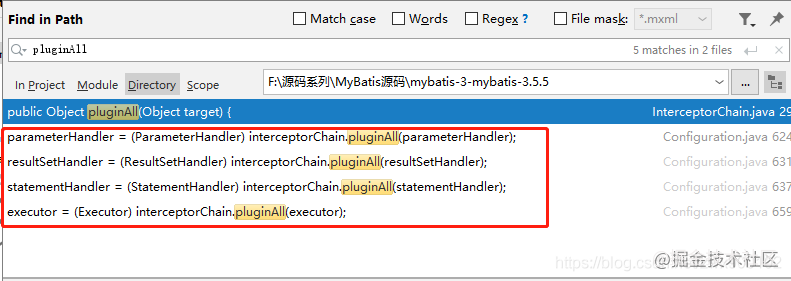 Find in Path
Match case
Words
Regex ?
File mask:
*.mxml
pluginAll
5 matches in 2 files
In Project
Module
Directory
Scope
F:\源码系列\MyBatis源码\mybatis-3-mybatis-3.5.5
...
public Object pluginAll(Object target) {
InterceptorChain.java 29
parameterHandler = (ParameterHandler) interceptorChain.pluginAll(parameterHandler);
Configuration.java 624
resultSetHandler = (ResultSetHandler) interceptorChain.pluginAll(resultSetHandler);
Configuration.java 631
statementHandler = (StatementHandler) interceptorChain.pluginAll(statementHandler);
Configuration.java 637
executor = (Executor) interceptorChain.pluginAll(executor);
Configuration.java 659
@掘金技术社区